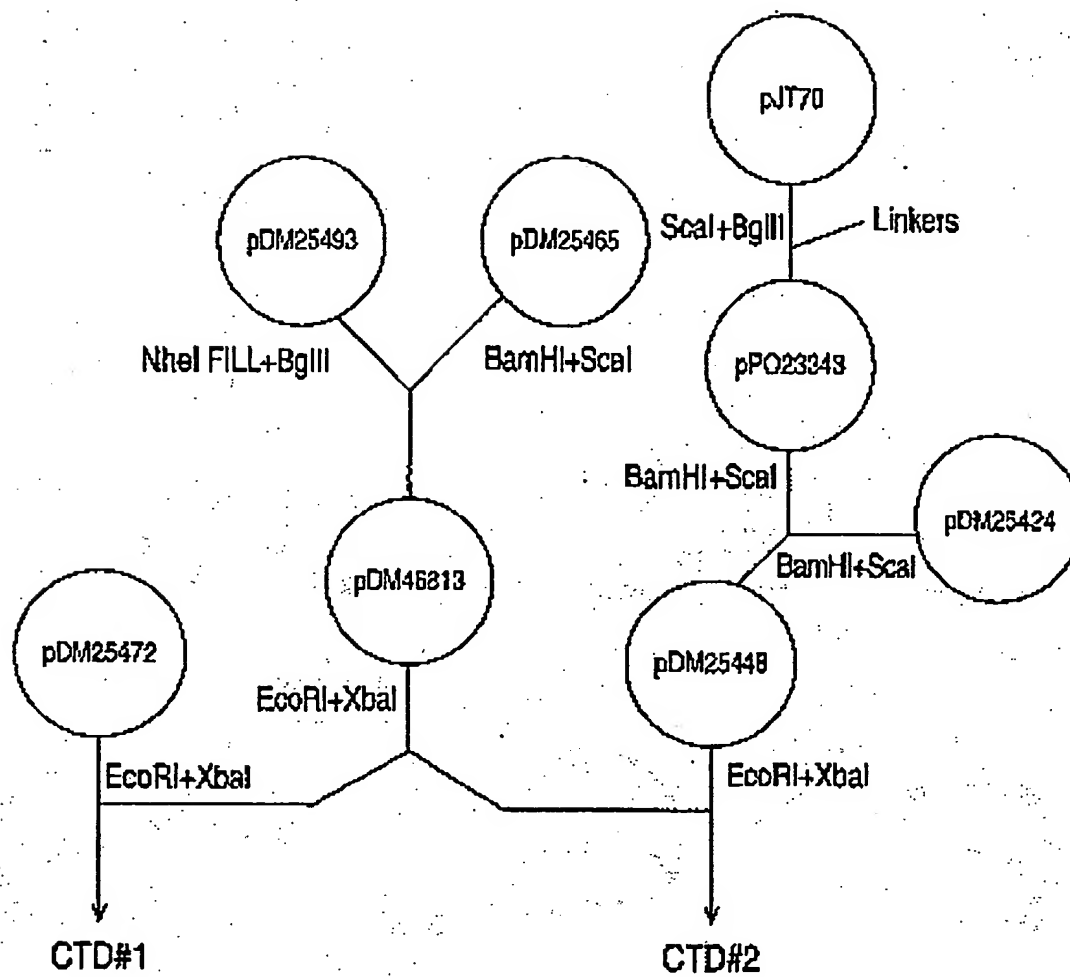 pJT70
pDM25493
pDM25465
ScaI+BglII
Linkers
NheI FILL+BglII
BamHI+ScaI
pPO23343
BamHI+ScaI
pDM25424
BamHI+ScaI
pDM46313
pDM25472
pDM25448
EcoRI+XbaI
EcoRI+XbaI
EcoRI+XbaI
CTD#1
CTD#2